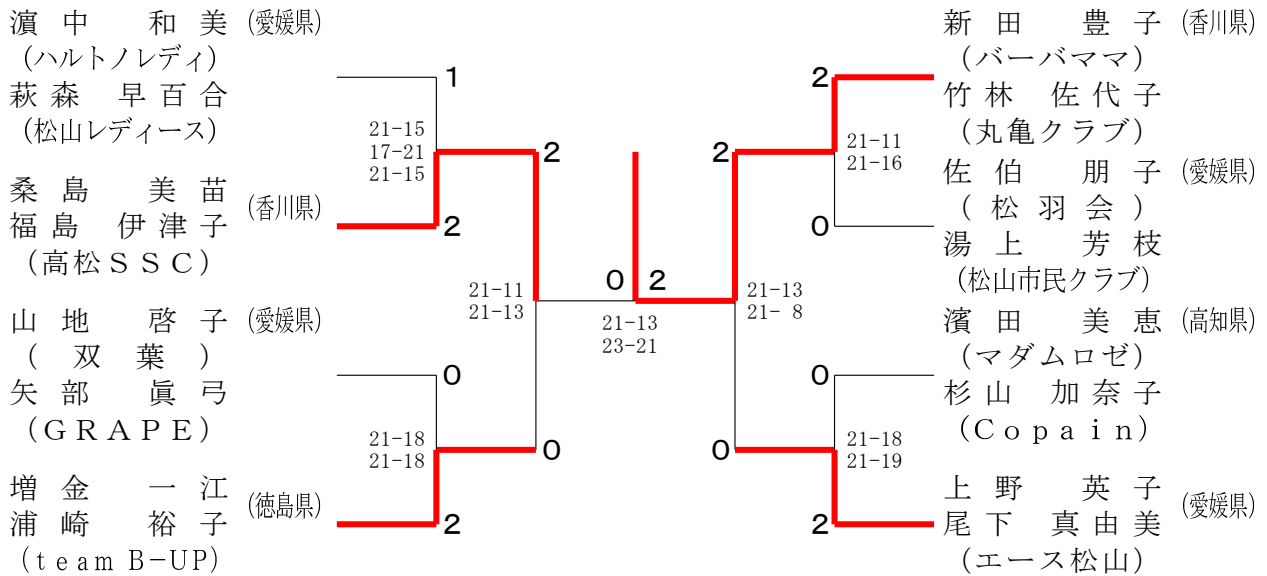 濵中 和美 (愛媛県)
(ハルトノレディ)
萩森 早百合
(松山レディース)
桑島 美苗
福島 伊津子
(香川県)
(高松SSC)
山地 啓子 (愛媛県)
(双葉)
矢部 眞弓
(GRAPE)
増金 一江
浦崎 裕子
(徳島県)
(team B-UP)
1
21-15
17-21
21-15
2
2
21-11
21-13
0
21-18
21-18
0
2
0 2
21-13
23-21
2
21-13
21- 8
0
2
21-11
21-16
0
0
21-18
21-19
2
新田 豊子 (香川県)
(バーバママ)
竹林 佐代子
(丸亀クラブ)
佐伯 朋子 (愛媛県)
(松羽会)
湯上 芳枝
(松山市民クラブ)
濱田 美恵 (高知県)
(マダムロゼ)
杉山 加奈子
(Copain)
上野 英子
尾下 真由美
(愛媛県)
(エース松山)